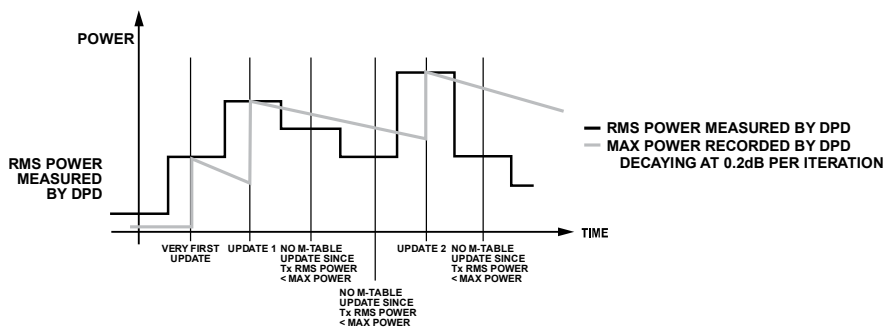 POWER
RMS POWER
MEASURED
BY DPD
RMS POWER MEASURED BY DPD
MAX POWER RECORDED BY DPD
DECAYING AT 0.2dB PER ITERATION
TIME
VERY FIRST
UPDATE
UPDATE 1
NO M-TABLE
UPDATE SINCE
Tx RMS POWER
< MAX POWER
NO M-TABLE
UPDATE SINCE
Tx RMS POWER
< MAX POWER
UPDATE 2
NO M-TABLE
UPDATE SINCE
Tx RMS POWER
< MAX POWER